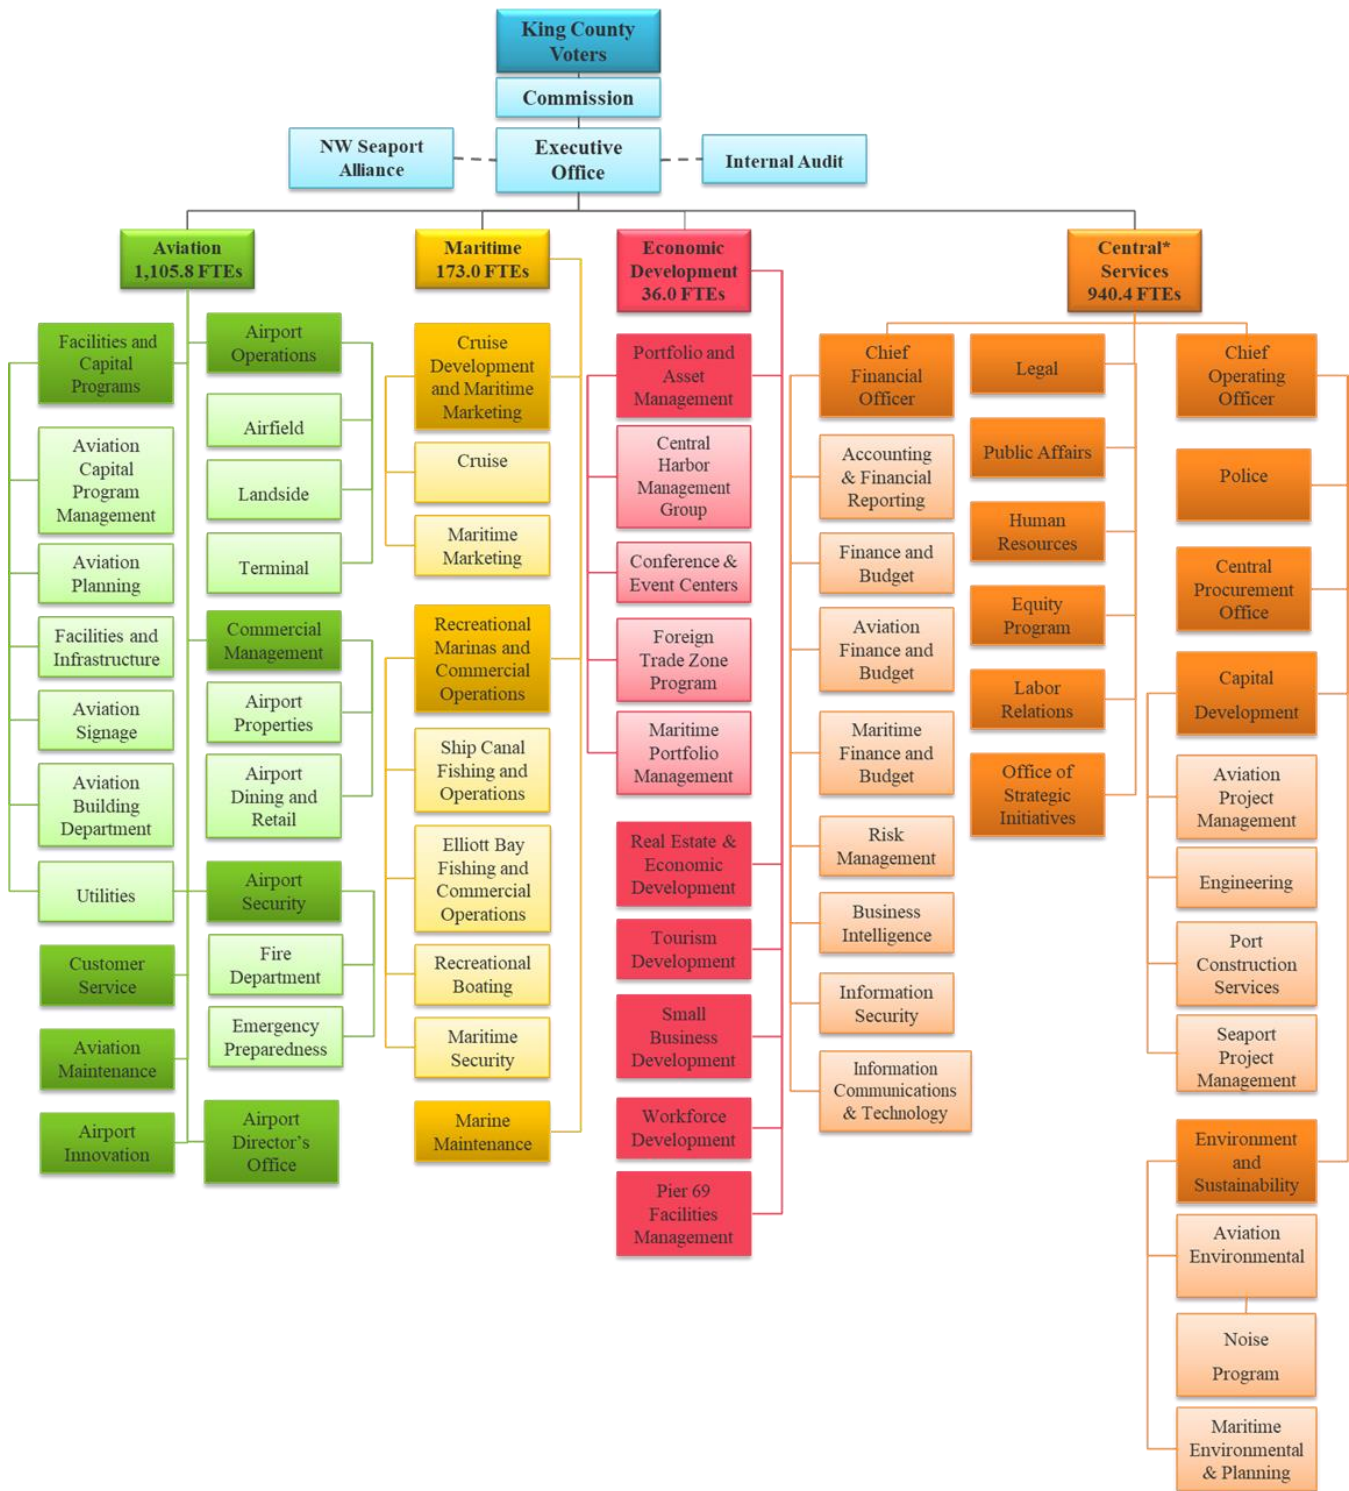 King County
Voters
Commission
NW Seaport
Alliance
Executive
Office
Internal Audit
Aviation
1,105.8 FTEs
Facilities and
Capital
Programs
Aviation
Capital
Program
Management
Aviation
Planning
Facilities and
Infrastructure
Aviation
Signage
Aviation
Building
Department
Utilities
Customer
Service
Aviation
Maintenance
Airport
Innovation
Airport
Operations
Airfield
Landside
Terminal
Commercial
Management
Airport
Properties
Airport
Dining and
Retail
Airport
Security
Fire
Department
Emergency
Preparedness
Airport
Director's
Office
Maritime
173.0 FTEs
Cruise
Development
and Maritime
Marketing
Cruise
Maritime
Marketing
Recreational
Marinas and
Commercial
Operations
Ship Canal
Fishing and
Operations
Elliott Bay
Fishing and
Commercial
Operations
Recreational
Boating
Maritime
Security
Marine
Maintenance
Economic
Development
36.0 FTEs
Portfolio and
Asset
Management
Central
Harbor
Management
Group
Conference &
Event Centers
Foreign
Trade Zone
Program
Maritime
Portfolio
Management
Real Estate &
Economic
Development
Tourism
Development
Small
Business
Development
Workforce
Development
Pier 69
Facilities
Management
Central*
Services
940.4 FTEs
Chief
Financial
Officer
Accounting
& Financial
Reporting
Finance and
Budget
Aviation
Finance and
Budget
Maritime
Finance and
Budget
Risk
Management
Business
Intelligence
Information
Security
Information
Communications
& Technology
Legal
Public Affairs
Human
Resources
Equity
Program
Labor
Relations
Office of
Strategic
Initiatives
Chief
Operating
Officer
Police
Central
Procurement
Office
Capital
Development
Aviation
Project
Management
Engineering
Port
Construction
Services
Seaport
Project
Management
Environment
and
Sustainability
Aviation
Environmental
Noise
Program
Maritime
Environmental
& Planning